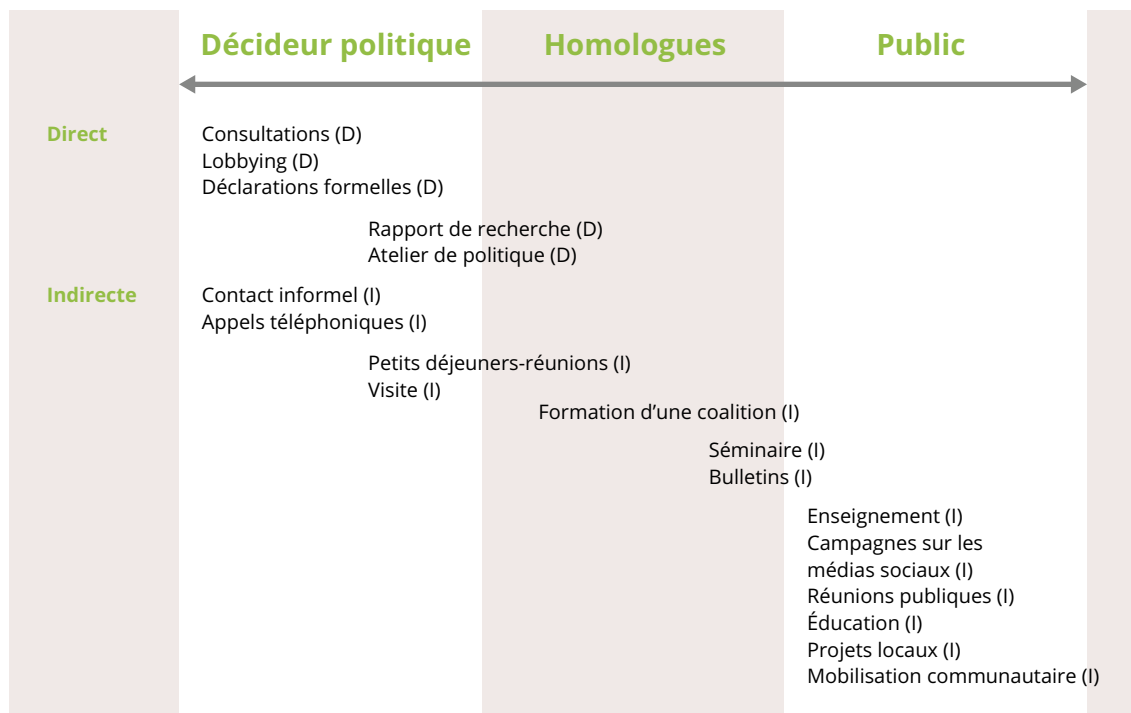 Décideur politique Homologues Public
Direct Consultations (D)
Lobbying (D)
Déclarations formelles (D)
Rapport de recherche (D)
Atelier de politique (D)
Indirecte Contact informel (I)
Appels téléphoniques (I)
Petits déjeuners-réunions (I)
Visite (I)
Formation d’une coalition (I)
Séminaire (I)
Bulletins (I)
Enseignement (I)
Campagnes sur les
médias sociaux (I)
Réunions publiques (I)
Éducation (I)
Projets locaux (I)
Mobilisation communautaire (I)